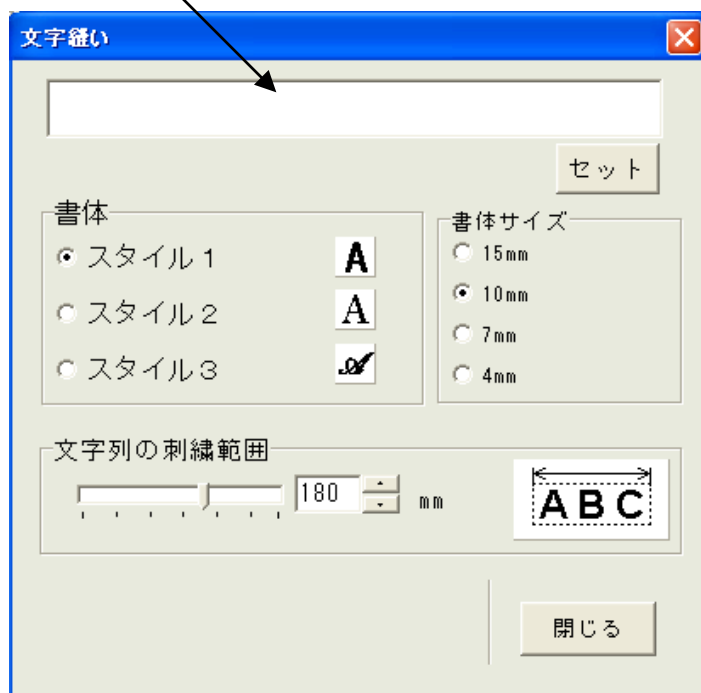 文字縫い
セット
書体
スタイル1 A
スタイル2 A
スタイル3 A
書体サイズ
15mm
10mm
7mm
4mm
文字列の刺繍範囲
180 mm
ABC
閉じる